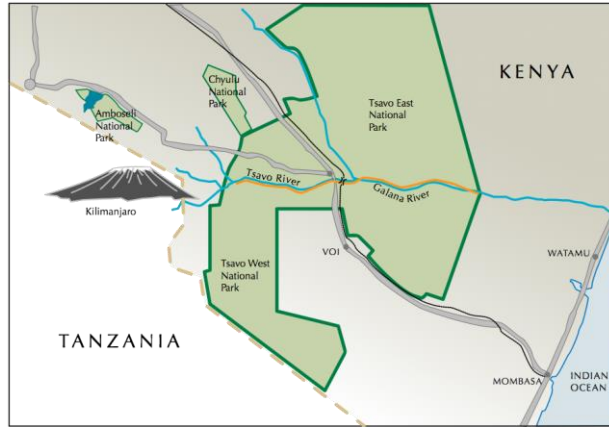 KENYA
Chyulu
National
Park
Tsavo East
National
Park
Amboseli
National
Park
Tsavo River
Galana River
Kilimanjaro
Tsavo West
National
Park
VOI
WATAMU
TANZANIA
MOMBASA
INDIAN
OCEAN